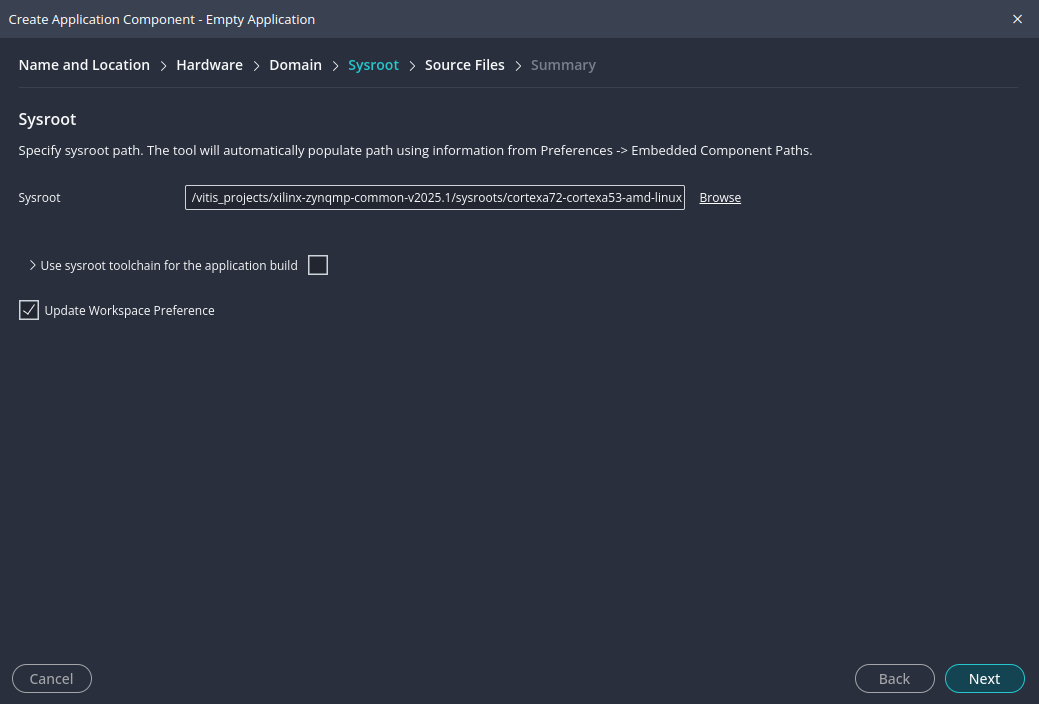 Create Application Component - Empty Application
Name and Location > Hardware > Domain > Sysroot > Source Files > Summary
Sysroot
Specify sysroot path. The tool will automatically populate path using information from Preferences -> Embedded Component Paths.
Sysroot /vitis_projects/xilinx-zynqmp-common-v2025.1/sysroots/cortexa72-cortexa53-amd-linux Browse
> Use sysroot toolchain for the application build
Update Workspace Preference
Cancel Back Next